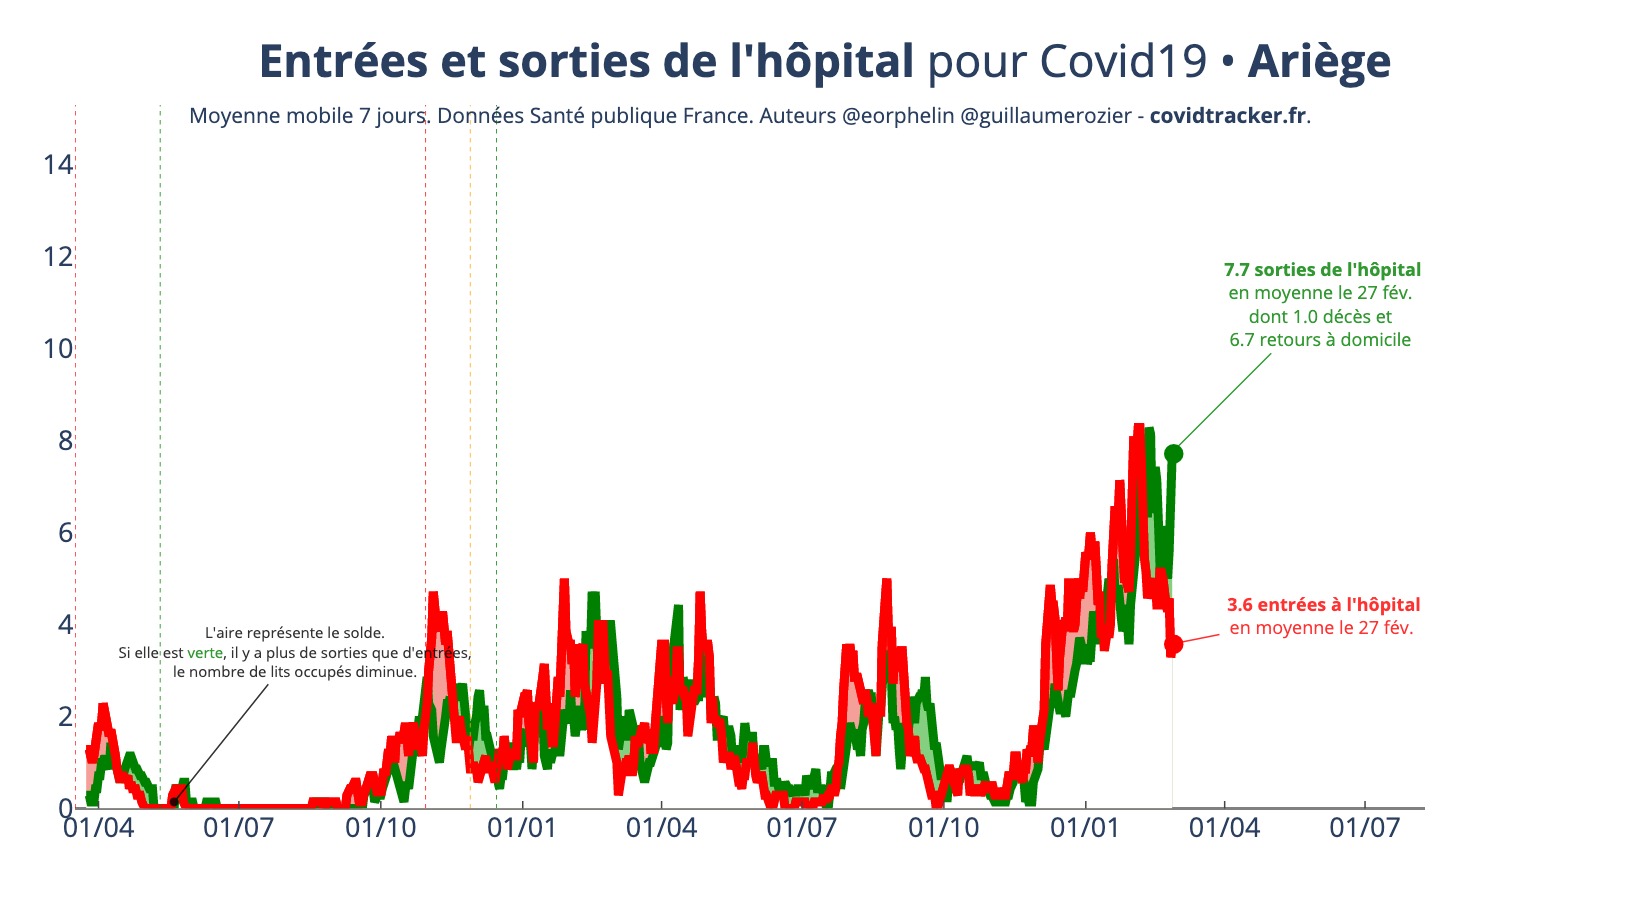 Entrées et sorties de l'hôpital pour Covid19 • Ariège
Moyenne mobile 7 jours. Données Santé publique France. Auteurs @eorphelin @guillaumerozier - covidtracker.fr.
14
12
10
8
6
4
2
0
7.7 sorties de l'hôpital
en moyenne le 27 fév.
dont 1.0 décès et
6.7 retours à domicile
3.6 entrées à l'hôpital
en moyenne le 27 fév.
L'aire représente le solde.
Si elle est verte, il y a plus de sorties que d'entrées,
le nombre de lits occupés diminue.
01/04 01/07 01/10 01/01 01/04 01/07 01/10 01/01 01/04 01/07